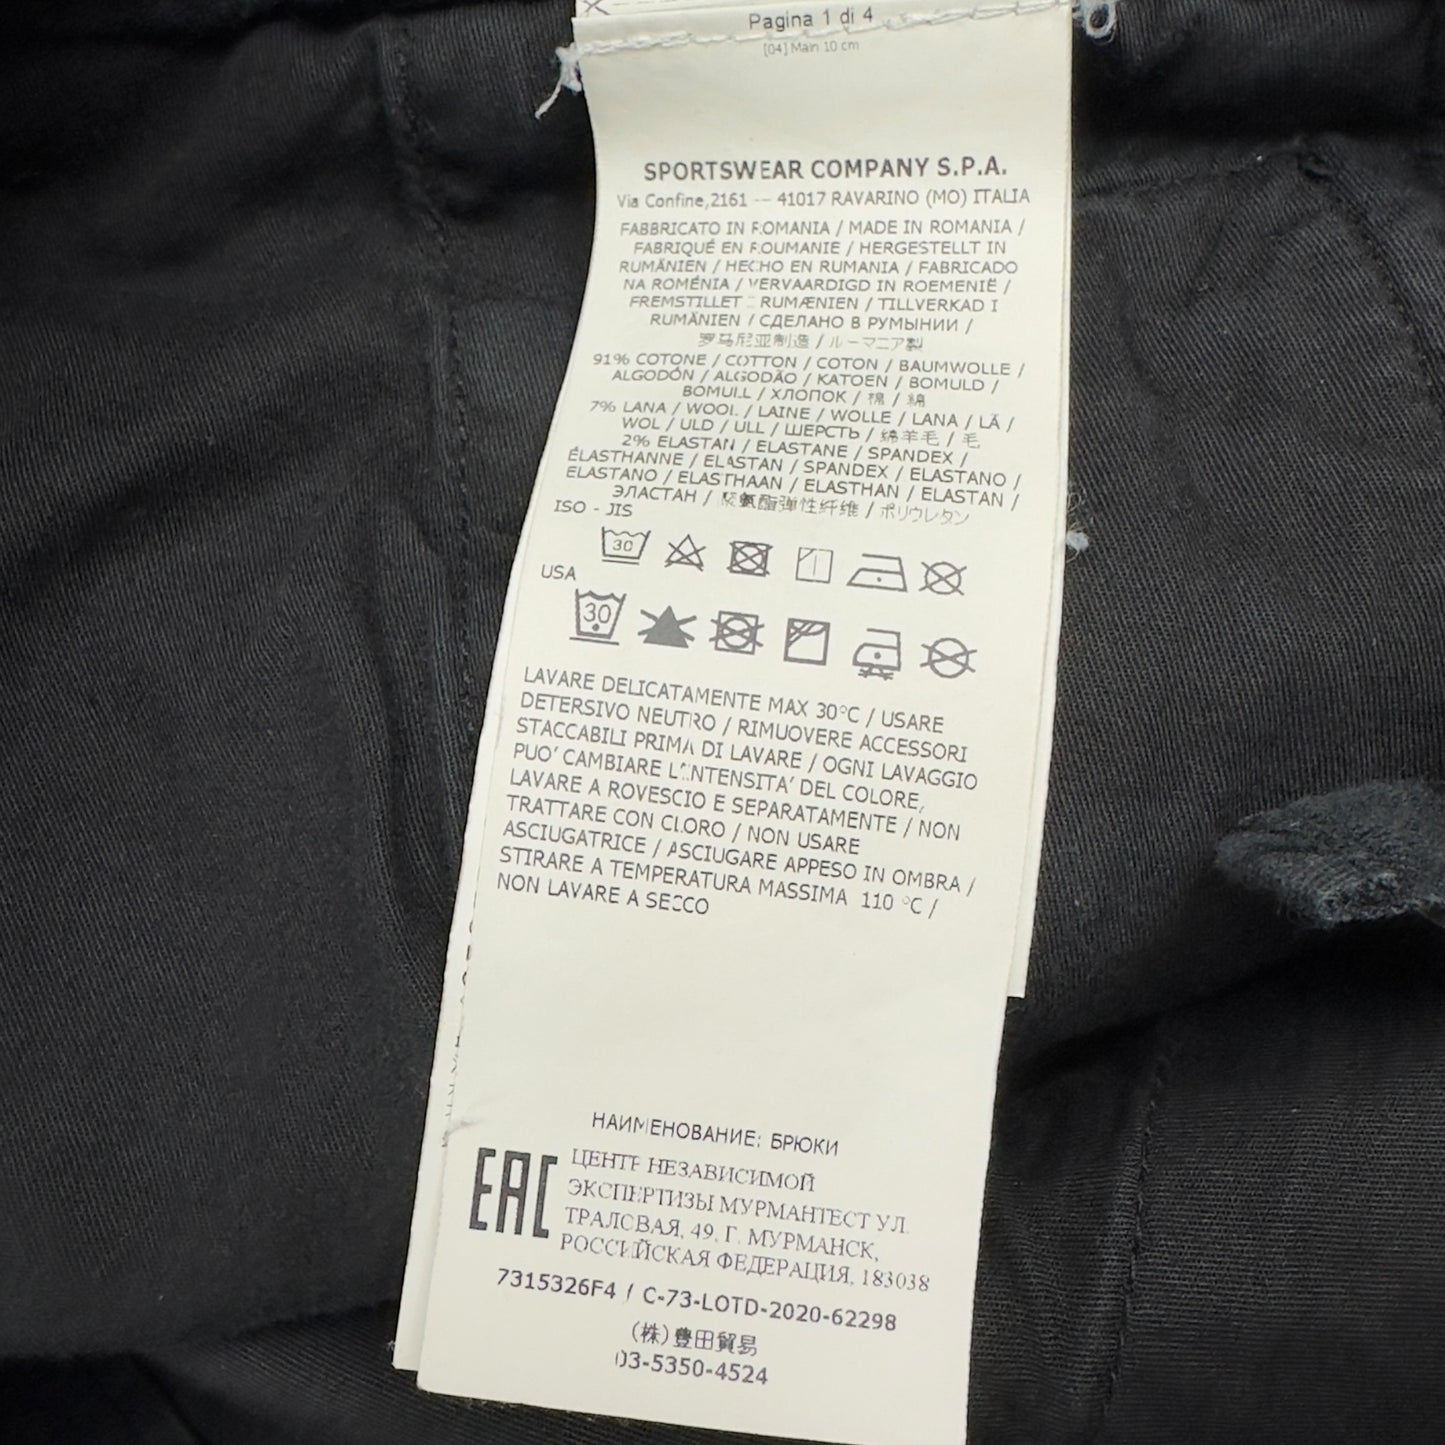 Pagina 1 di 4
[04] Main 10 cm
SPORTSWEAR COMPANY S.P.A.
Via Confine,2161 -- 41017 RAVARINO (MO) ITALIA
FABBRICATO IN ROMANIA / MADE IN ROMANIA /
FABRIQUÉ EN ROUMANIE / HERGESTELLT IN
RUMÄNIEN / HECHO EN RUMANIA / FABRICADO
NA ROMÉNIA / VERVAARDIGD IN ROEMENIË /
FREMSTILLET I RUMÆNIEN / TILLVERKAD I
RUMÄNIEN / СДЕЛАНО В РУМЫНИИ /
罗马尼亚制造 / ルーマニア製
91% COTONE / COTTON / COTON / BAUMWOLLE /
ALGODÓN / ALGODÃO / KATOEN / BOMULD /
BOMULL / ХЛОПОК / 棉 / 綿
7% LANA / WOOL / LAINE / WOLLE / LANA / LÃ /
WOL / ULD / ULL / ШЕРСТЬ / 绵羊毛 / 毛
2% ELASTAN / ELASTANE / SPANDEX /
ÉLASTHANNE / ELASTAN / SPANDEX / ELASTANO /
ELASTANO / ELASTHAAN / ELASTHAN / ELASTAN /
ЭЛАСТАН / 聚氨酯弹性纤维 / ポリウレタン
ISO - JIS
30
USA
30
LAVARE DELICATAMENTE MAX 30°C / USARE
DETERSIVO NEUTRO / RIMUOVERE ACCESSORI
STACCABILI PRIMA DI LAVARE / OGNI LAVAGGIO
PUO' CAMBIARE L'INTENSITA' DEL COLORE,
LAVARE A ROVESCIO E SEPARATAMENTE / NON
TRATTARE CON CLORO / NON USARE
ASCIUGATRICE / ASCIUGARE APPESO IN OMBRA /
STIRARE A TEMPERATURA MASSIMA 110 °C /
NON LAVARE A SECCO
НАИМЕНОВАНИЕ: БРЮКИ
EAC
ЦЕНТР НЕЗАВИСИМОЙ
ЭКСПЕРТИЗЫ МУРМАНТЕСТ УЛ.
ТРАЛОВАЯ, 49, Г. МУРМАНСК,
РОССИЙСКАЯ ФЕДЕРАЦИЯ, 183038
7315326F4 / C-73-LOTD-2020-62298
(株)豊田貿易
03-5350-4524